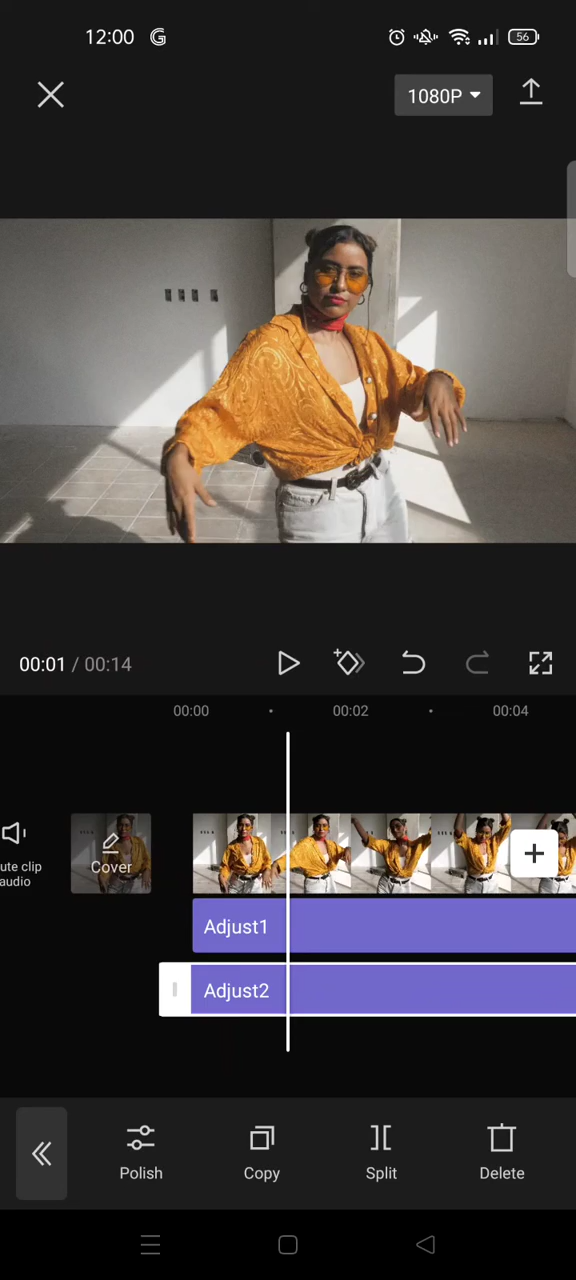 12:00 G
56
1080P
00:01 / 00:14
00:00
00:02
00:04
ute clip
audio
Cover
Adjust1
Adjust2
Polish
Copy
Split
Delete